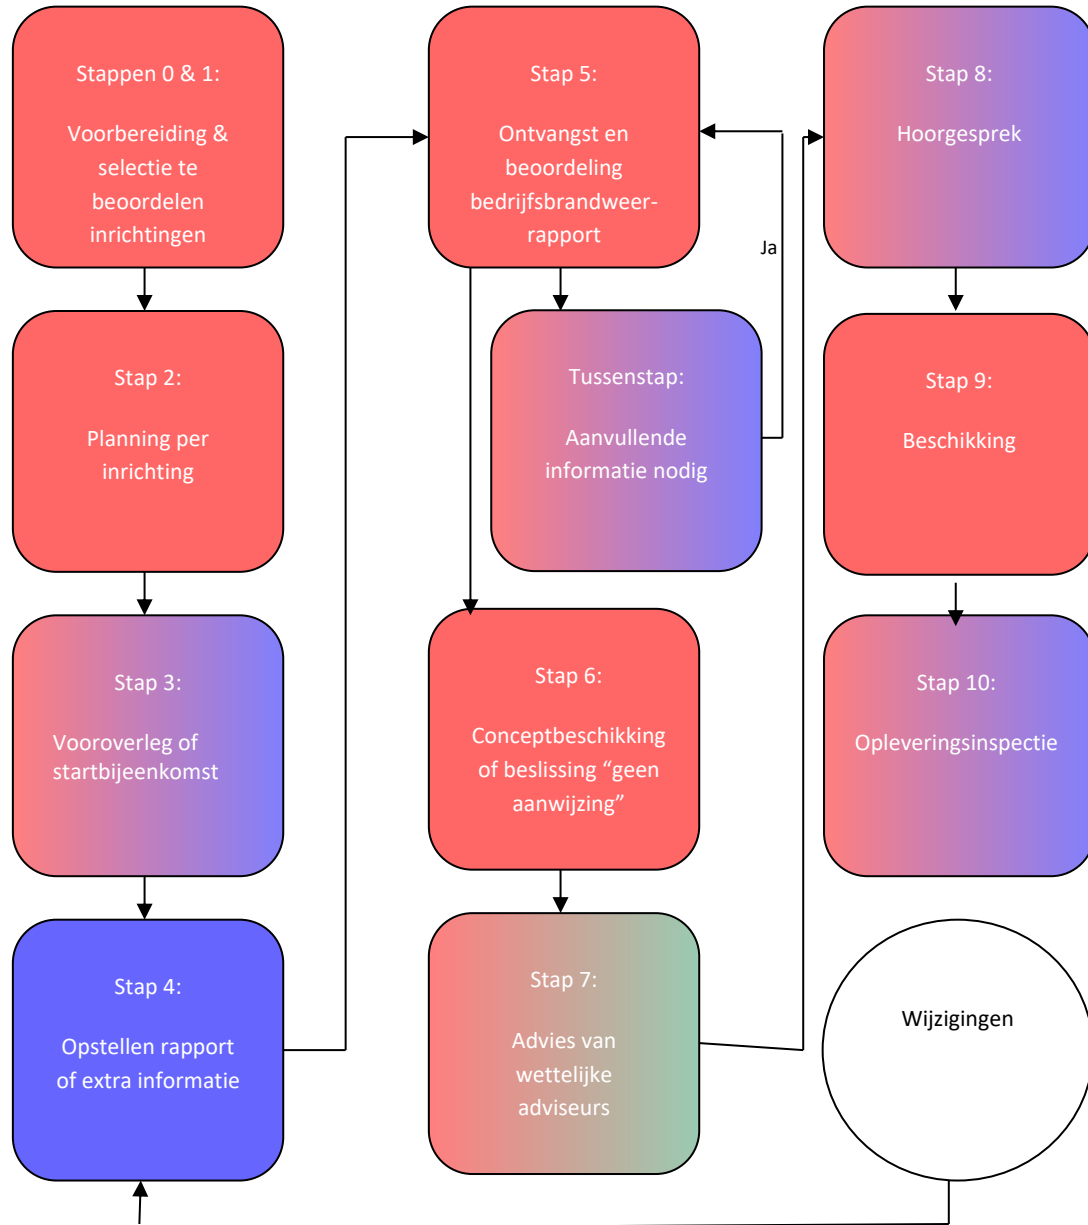 Stappen 0 & 1:
Voorbereiding &
selectie te
beoordelen
inrichtingen
Stap 2:
Planning per
inrichting
Stap 3:
Vooroverleg of
startbijeenkomst
Stap 4:
Opstellen rapport
of extra informatie
Stap 5:
Ontvangst en
beoordeling
bedrijfsbrandweer-
rapport
Ja
Tussenstap:
Aanvullende
informatie nodig
Stap 6:
Conceptbeschikking
of beslissing “geen
aanwijzing”
Stap 7:
Advies van
wettelijke
adviseurs
Stap 8:
Hoorgesprek
Stap 9:
Beschikking
Stap 10:
Opleveringsinspectie
Wijzigingen